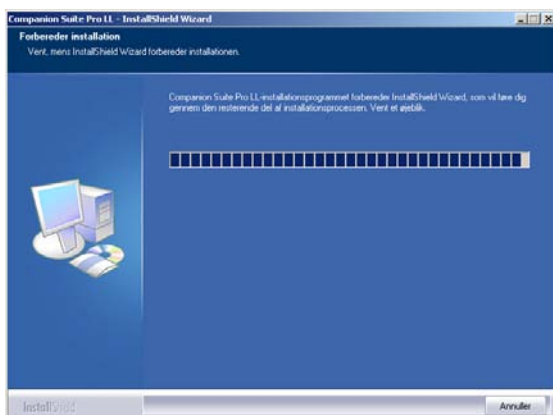 Companion Suite Pro LL - InstallShield Wizard
Forbereder installation
Vent, mens InstallShield Wizard forbereder installationen.
Companion Suite Pro LL-installationsprogrammet forbereder InstallShield Wizard, som vil føre dig
gennem den resterende del af installationsprocessen. Vent et øjeblik.
InstallShield
Annuller